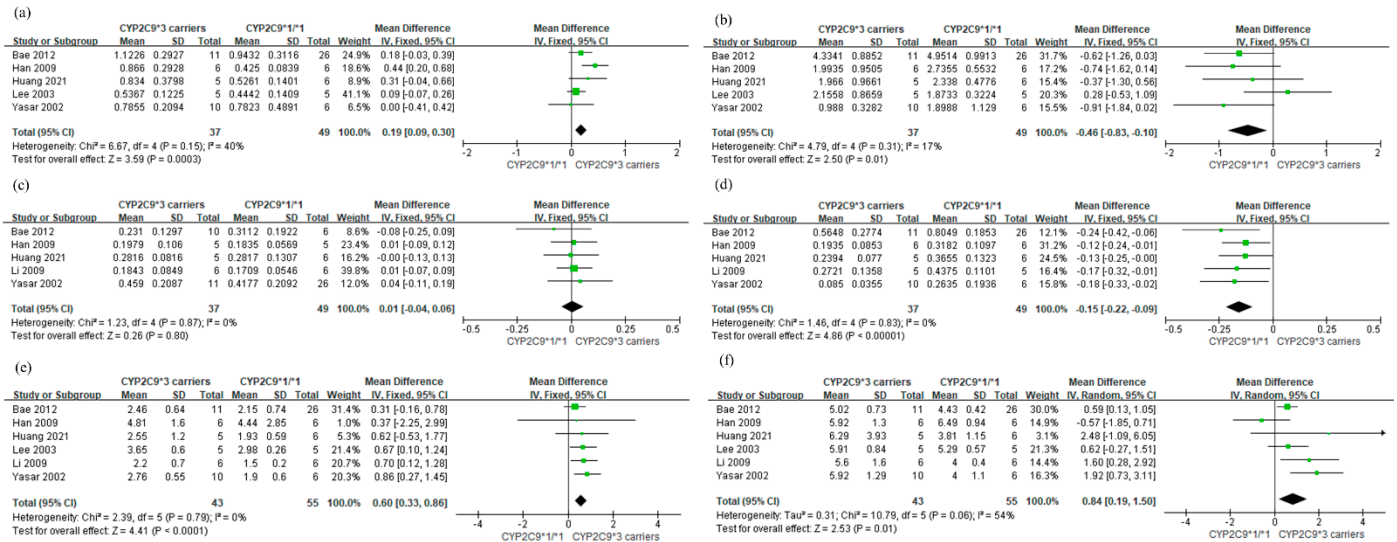 (a)
CYP2C9*3 carriers CYP2C9*1/*1 Mean Difference Mean Difference
Study or Subgroup Mean SD Total Mean SD Total Weight IV, Fixed, 95% CI IV, Fixed, 95% CI
Bae 2012 1.1226 0.2927 11 0.9432 0.3116 26 24.9% 0.18 [-0.03, 0.39]
Han 2009 0.866 0.2928 6 0.425 0.0839 6 18.6% 0.44 [0.20, 0.68]
Huang 2021 0.834 0.3798 5 0.5261 0.1401 6 9.0% 0.31 [-0.04, 0.66]
Lee 2003 0.5367 0.1225 5 0.4442 0.1409 5 41.0% 0.09 [-0.07, 0.26]
Yasar 2002 0.7855 0.2094 10 0.7823 0.4891 6 6.5% 0.00 [-0.41, 0.42]
Total (95% CI) 37 49 100.0% 0.19 [0.09, 0.30]
Heterogeneity: Chi² = 6.67, df = 4 (P = 0.15); I² = 40%
Test for overall effect: Z = 3.59 (P = 0.0003)
-2 -1 0 1 2
CYP2C9*1/*1 CYP2C9*3 carriers
(b)
CYP2C9*3 carriers CYP2C9*1/*1 Mean Difference Mean Difference
Study or Subgroup Mean SD Total Mean SD Total Weight IV, Fixed, 95% CI IV, Fixed, 95% CI
Bae 2012 4.3341 0.8852 11 4.9514 0.9913 26 31.7% -0.62 [-1.26, 0.03]
Han 2009 1.9935 0.9505 6 2.7355 0.5532 6 17.2% -0.74 [-1.62, 0.14]
Huang 2021 1.966 0.9661 5 2.338 0.4776 6 15.4% -0.37 [-1.30, 0.56]
Lee 2003 2.1558 0.8659 5 1.8733 0.3224 5 20.3% 0.28 [-0.53, 1.09]
Yasar 2002 0.988 0.3282 10 1.8988 1.129 6 15.5% -0.91 [-1.84, 0.02]
Total (95% CI) 37 49 100.0% -0.46 [-0.83, -0.10]
Heterogeneity: Chi² = 4.79, df = 4 (P = 0.31); I² = 17%
Test for overall effect: Z = 2.50 (P = 0.01)
-2 -1 0 1 2
CYP2C9*1/*1 CYP2C9*3 carriers
(c)
CYP2C9*3 carriers CYP2C9*1/*1 Mean Difference Mean Difference
Study or Subgroup Mean SD Total Mean SD Total Weight IV, Fixed, 95% CI IV, Fixed, 95% CI
Bae 2012 0.231 0.1297 10 0.3112 0.1922 6 8.6% -0.08 [-0.25, 0.09]
Han 2009 0.1979 0.106 5 0.1835 0.0569 5 23.4% 0.01 [-0.09, 0.12]
Huang 2021 0.2816 0.0816 5 0.2817 0.1307 6 16.2% -0.00 [-0.13, 0.13]
Li 2009 0.1843 0.0849 6 0.1709 0.0546 6 39.8% 0.01 [-0.07, 0.09]
Yasar 2002 0.459 0.2087 11 0.4177 0.2092 26 12.0% 0.04 [-0.11, 0.19]
Total (95% CI) 37 49 100.0% 0.01 [-0.04, 0.06]
Heterogeneity: Chi² = 1.23, df = 4 (P = 0.87); I² = 0%
Test for overall effect: Z = 0.26 (P = 0.80)
-0.5 -0.25 0 0.25 0.5
CYP2C9*1/*1 CYP2C9*3 carriers
(d)
CYP2C9*3 carriers CYP2C9*1/*1 Mean Difference Mean Difference
Study or Subgroup Mean SD Total Mean SD Total Weight IV, Fixed, 95% CI IV, Fixed, 95% CI
Bae 2012 0.5648 0.2774 11 0.8049 0.1853 26 12.1% -0.24 [-0.42, -0.06]
Han 2009 0.1935 0.0853 6 0.3182 0.1097 6 31.2% -0.12 [-0.24, -0.01]
Huang 2021 0.2394 0.077 5 0.3655 0.1323 6 24.5% -0.13 [-0.25, -0.00]
Li 2009 0.2721 0.1358 5 0.4375 0.1101 5 16.4% -0.17 [-0.32, -0.01]
Yasar 2002 0.085 0.0355 10 0.2635 0.1936 6 15.8% -0.18 [-0.33, -0.02]
Total (95% CI) 37 49 100.0% -0.15 [-0.22, -0.09]
Heterogeneity: Chi² = 1.46, df = 4 (P = 0.83); I² = 0%
Test for overall effect: Z = 4.86 (P < 0.00001)
-0.5 -0.25 0 0.25 0.5
CYP2C9*1/*1 CYP2C9*3 carriers
(e)
CYP2C9*3 carriers CYP2C9*1/*1 Mean Difference Mean Difference
Study or Subgroup Mean SD Total Mean SD Total Weight IV, Fixed, 95% CI IV, Fixed, 95% CI
Bae 2012 2.46 0.64 11 2.15 0.74 26 31.4% 0.31 [-0.16, 0.78]
Han 2009 4.81 1.6 6 4.44 2.85 6 1.0% 0.37 [-2.25, 2.99]
Huang 2021 2.55 1.2 5 1.93 0.59 6 5.3% 0.62 [-0.53, 1.77]
Lee 2003 3.65 0.6 5 2.98 0.26 5 21.4% 0.67 [0.10, 1.24]
Li 2009 2.2 0.7 6 1.5 0.2 6 20.7% 0.70 [0.12, 1.28]
Yasar 2002 2.76 0.55 10 1.9 0.6 6 20.3% 0.86 [0.27, 1.45]
Total (95% CI) 43 55 100.0% 0.60 [0.33, 0.86]
Heterogeneity: Chi² = 2.39, df = 5 (P = 0.79); I² = 0%
Test for overall effect: Z = 4.41 (P < 0.0001)
-4 -2 0 2 4
CYP2C9*1/*1 CYP2C9*3 carriers
(f)
CYP2C9*3 carriers CYP2C9*1/*1 Mean Difference Mean Difference
Study or Subgroup Mean SD Total Mean SD Total Weight IV, Random, 95% CI IV, Random, 95% CI
Bae 2012 5.02 0.73 11 4.43 0.42 26 30.0% 0.59 [0.13, 1.05]
Han 2009 5.92 1.3 6 6.49 0.94 6 14.9% -0.57 [-1.85, 0.71]
Huang 2021 6.29 3.93 5 3.81 1.15 6 3.1% 2.48 [-1.09, 6.05]
Lee 2003 5.91 0.84 5 5.29 0.57 5 21.3% 0.62 [-0.27, 1.51]
Li 2009 5.6 1.6 6 4 0.4 6 14.4% 1.60 [0.28, 2.92]
Yasar 2002 5.92 1.29 10 4 1.1 6 16.3% 1.92 [0.73, 3.11]
Total (95% CI) 43 55 100.0% 0.84 [0.19, 1.50]
Heterogeneity: Tau² = 0.31; Chi² = 10.79, df = 5 (P = 0.06); I² = 54%
Test for overall effect: Z = 2.53 (P = 0.01)
-4 -2 0 2 4
CYP2C9*1/*1 CYP2C9*3 carriers